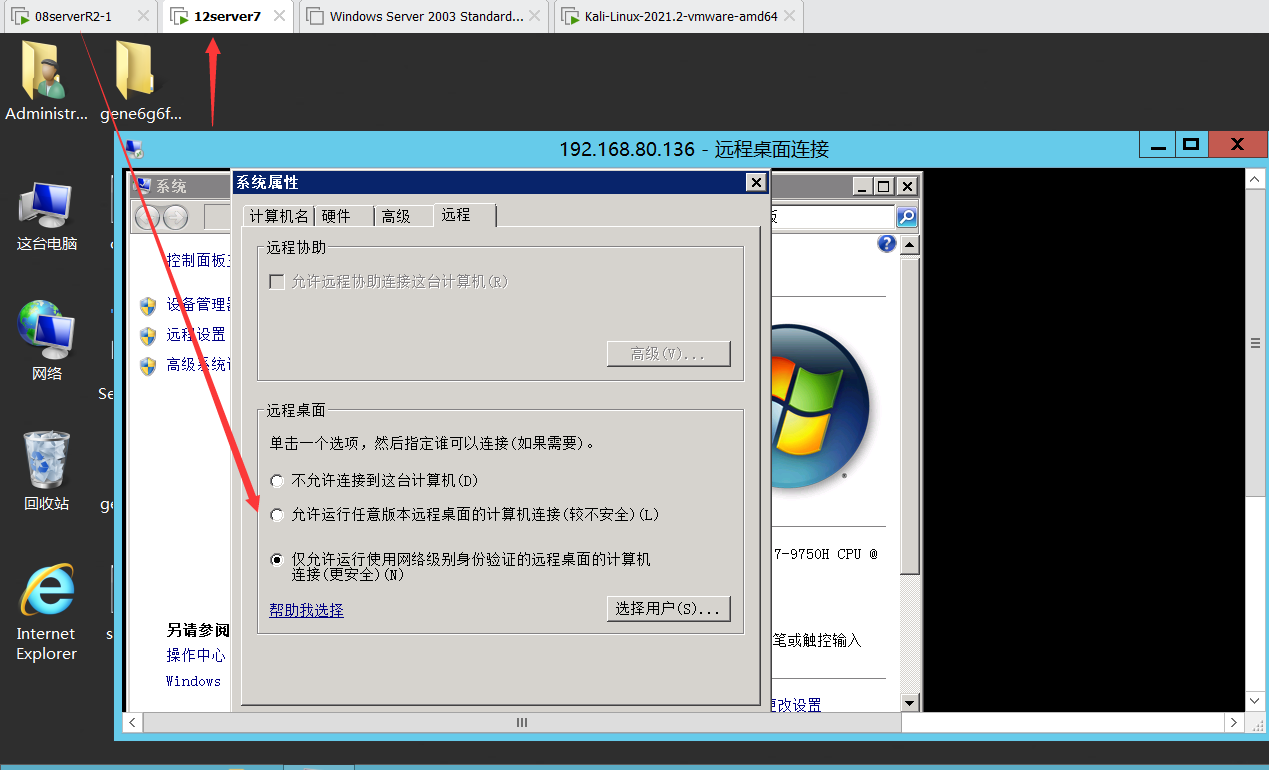 08serverR2-1
12server7
Windows Server 2003 Standard...
Kali-Linux-2021.2-vmware-amd64
Administr...
gene6g6f...
192.168.80.136 - 远程桌面连接
系统
系统属性
计算机名
硬件
高级
远程
这台电脑
远程协助
控制面板
允许远程协助连接这台计算机(R)
设备管理
远程设置
高级(V)...
高级系统
网络
远程桌面
单击一个选项，然后指定谁可以连接(如果需要)。
不允许连接到这台计算机(D)
回收站
允许运行任意版本远程桌面的计算机连接(较不安全)(L)
仅允许运行使用网络级别身份验证的远程桌面的计算机
连接(更安全)(N)
7-9750H CPU @
帮助我选择
选择用户(S)...
另请参阅
Internet
Explorer
操作中心
笔或触控输入
Windows
更改设置